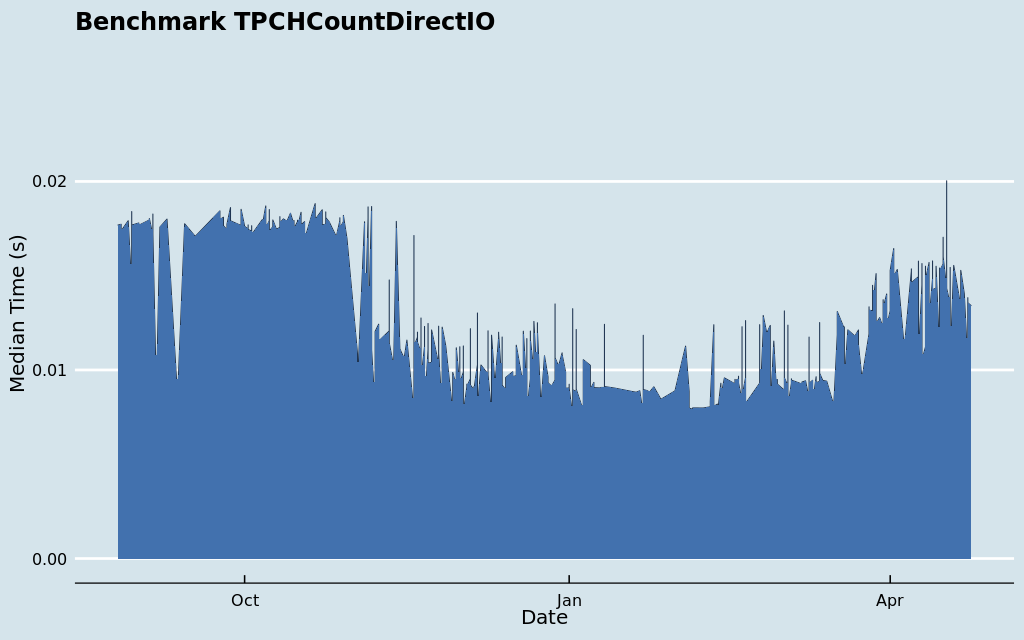 Benchmark TPCHCountDirectIO
0.02
0.01
0.00
Median Time (s)
Oct
Jan
Apr
Date